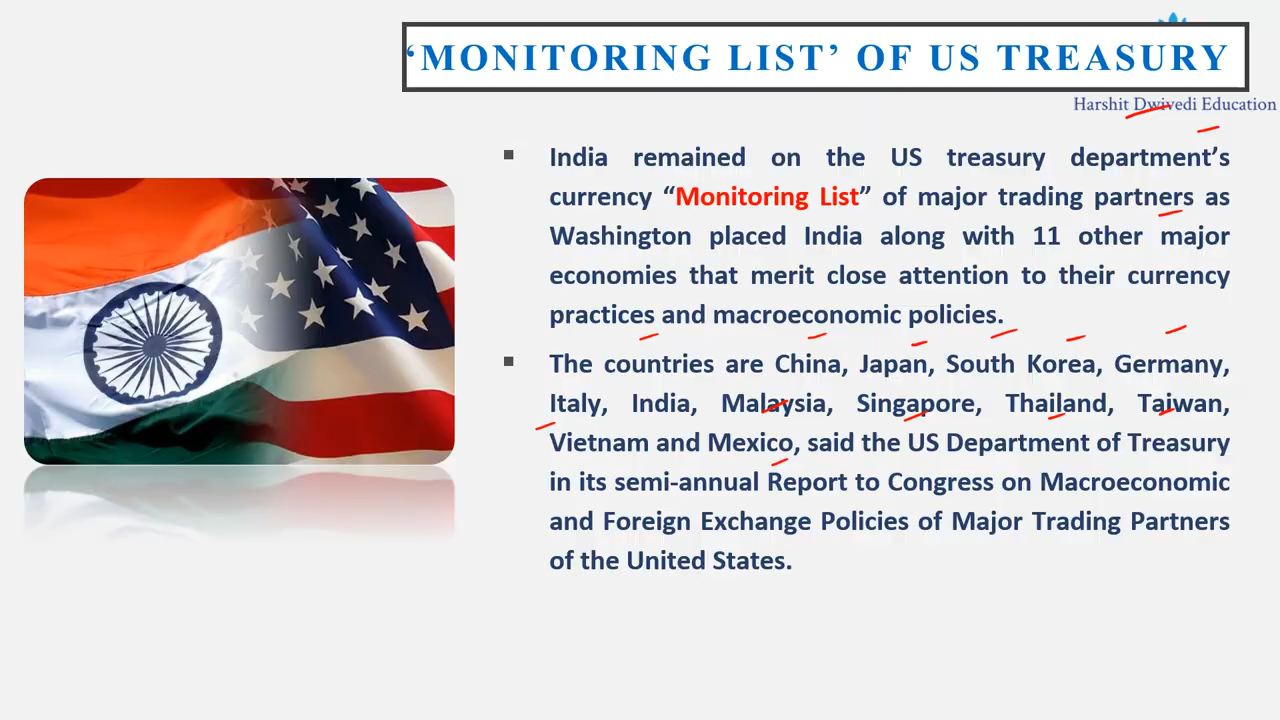 ‘MONITORING LIST’ OF US TREASURY
Harshit Dwivedi Education
▪ India remained on the US treasury department’s
currency “Monitoring List” of major trading partners as
Washington placed India along with 11 other major
economies that merit close attention to their currency
practices and macroeconomic policies.
▪ The countries are China, Japan, South Korea, Germany,
Italy, India, Malaysia, Singapore, Thailand, Taiwan,
Vietnam and Mexico, said the US Department of Treasury
in its semi-annual Report to Congress on Macroeconomic
and Foreign Exchange Policies of Major Trading Partners
of the United States.